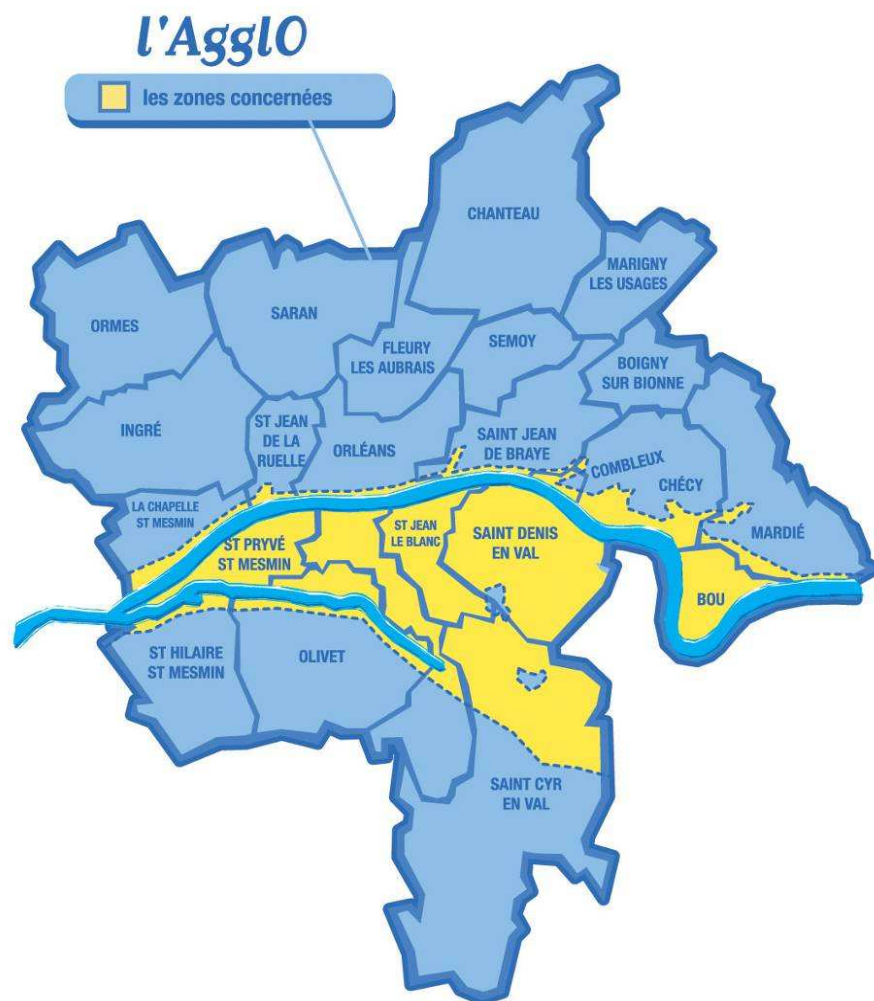 l'AgglO
les zones concernées
CHANTEAU
MARIGNY
LES USAGES
ORMES
SARAN
FLEURY
LES AUBRAIS
SEMOY
BOIGNY
SUR BIONNE
INGRÉ
ST JEAN
DE LA
RUELLE
ORLÉANS
SAINT JEAN
DE BRAYE
COMBLEUX
CHÉCY
LA CHAPELLE
ST MESMIN
MARDIÉ
ST PRYVÉ
ST MESMIN
ST JEAN
LE BLANC
SAINT DENIS
EN VAL
BOU
ST HILAIRE
ST MESMIN
OLIVET
SAINT CYR
EN VAL